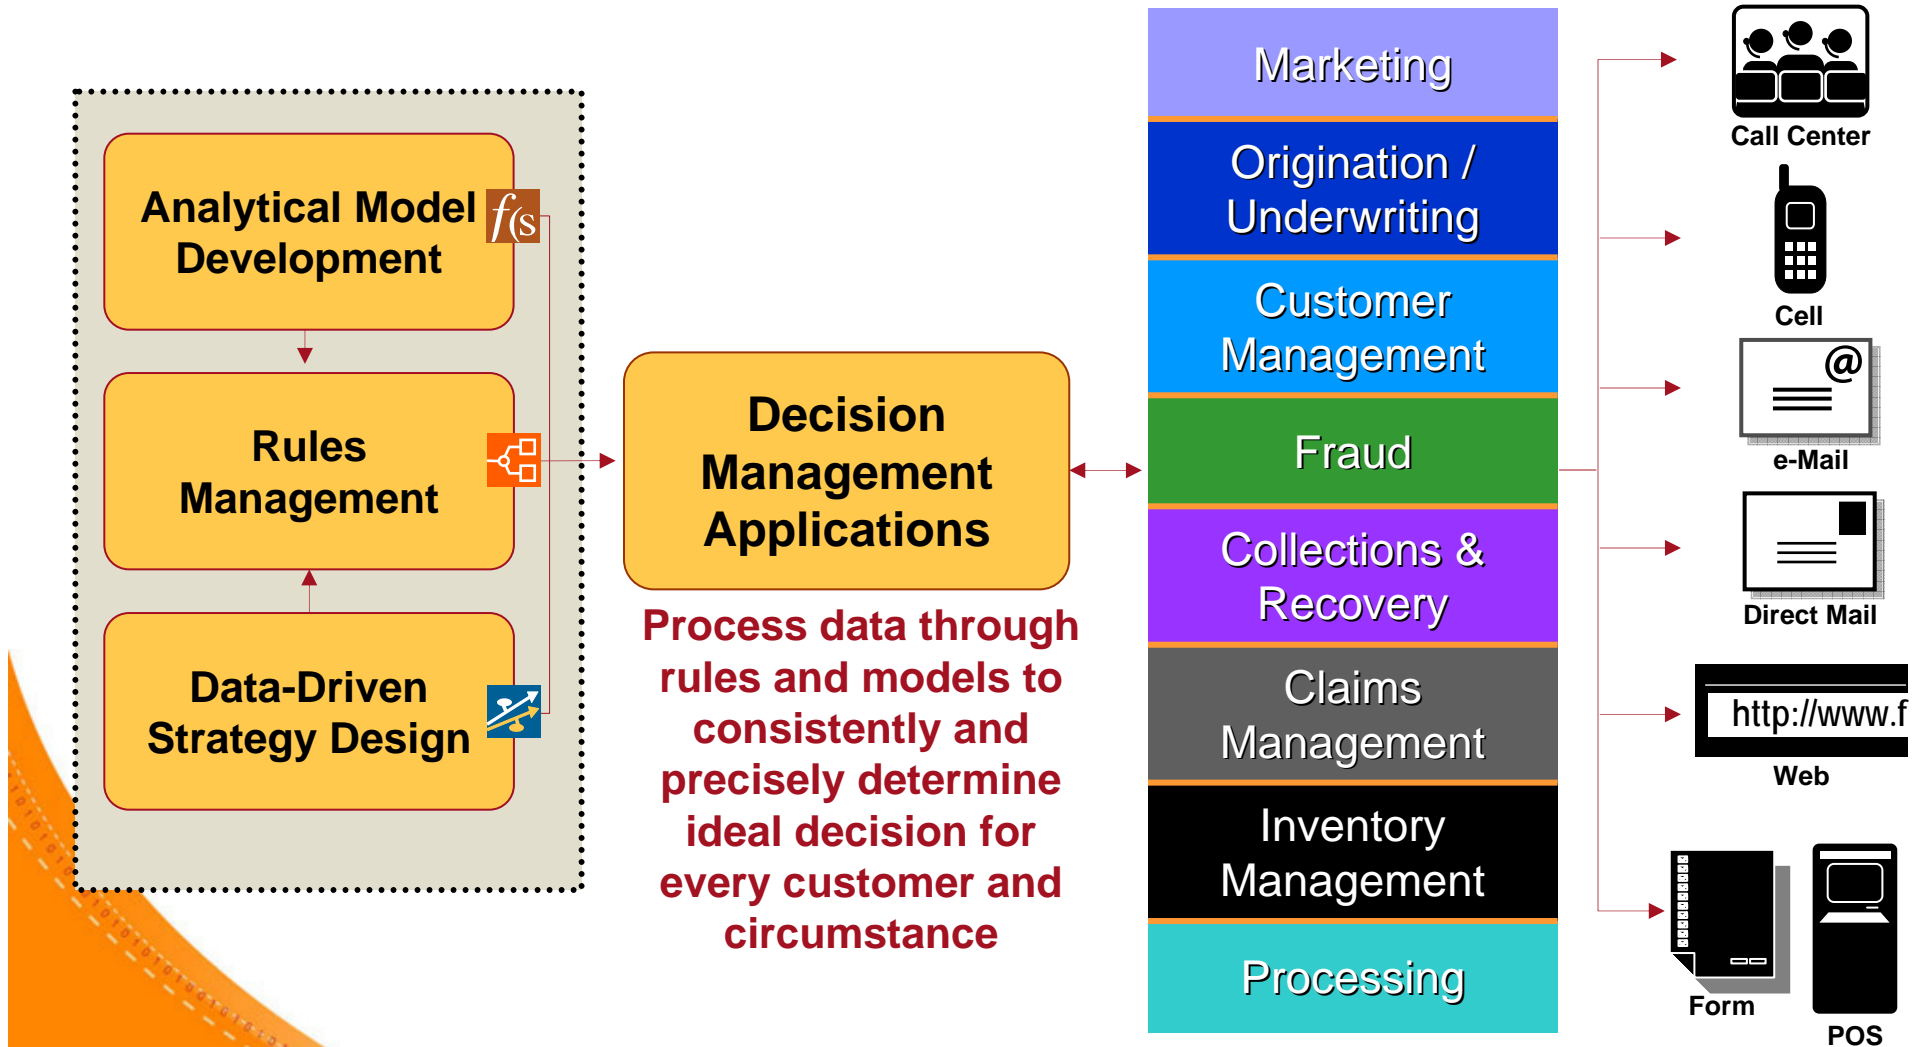 Analytical Model
Development
f(s
Rules
Management
Data-Driven
Strategy Design
Decision
Management
Applications
Process data through
rules and models to
consistently and
precisely determine
ideal decision for
every customer and
circumstance
Marketing
Origination /
Underwriting
Customer
Management
Fraud
Collections &
Recovery
Claims
Management
Inventory
Management
Processing
Call Center
Cell
@
e-Mail
Direct Mail
http://www.f
Web
Form
POS